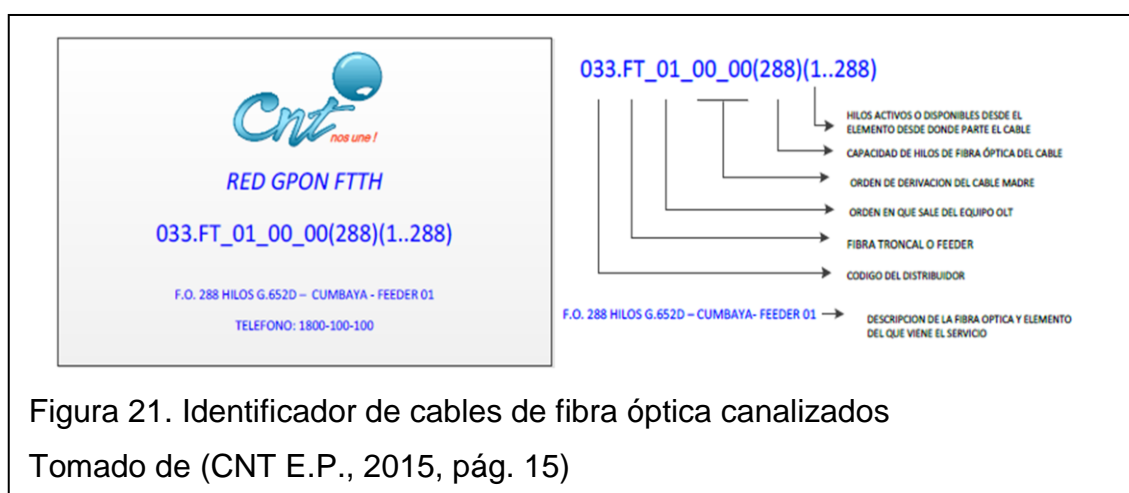 Cnt
nos une !
RED GPON FTTH
033.FT_01_00_00(288)(1..288)
F.O. 288 HILOS G.652D – CUMBAYA - FEEDER 01
TELEFONO: 1800-100-100
033.FT_01_00_00(288)(1..288)
HILOS ACTIVOS O DISPONIBLES DESDE EL
ELEMENTO DESDE DONDE PARTE EL CABLE
CAPACIDAD DE HILOS DE FIBRA ÓPTICA DEL CABLE
ORDEN DE DERIVACION DEL CABLE MADRE
ORDEN EN QUE SALE DEL EQUIPO OLT
FIBRA TRONCAL O FEEDER
CODIGO DEL DISTRIBUIDOR
F.O. 288 HILOS G.652D – CUMBAYA- FEEDER 01
DESCRIPCION DE LA FIBRA OPTICA Y ELEMENTO
DEL QUE VIENE EL SERVICIO
Figura 21. Identificador de cables de fibra óptica canalizados
Tomado de (CNT E.P., 2015, pág. 15)